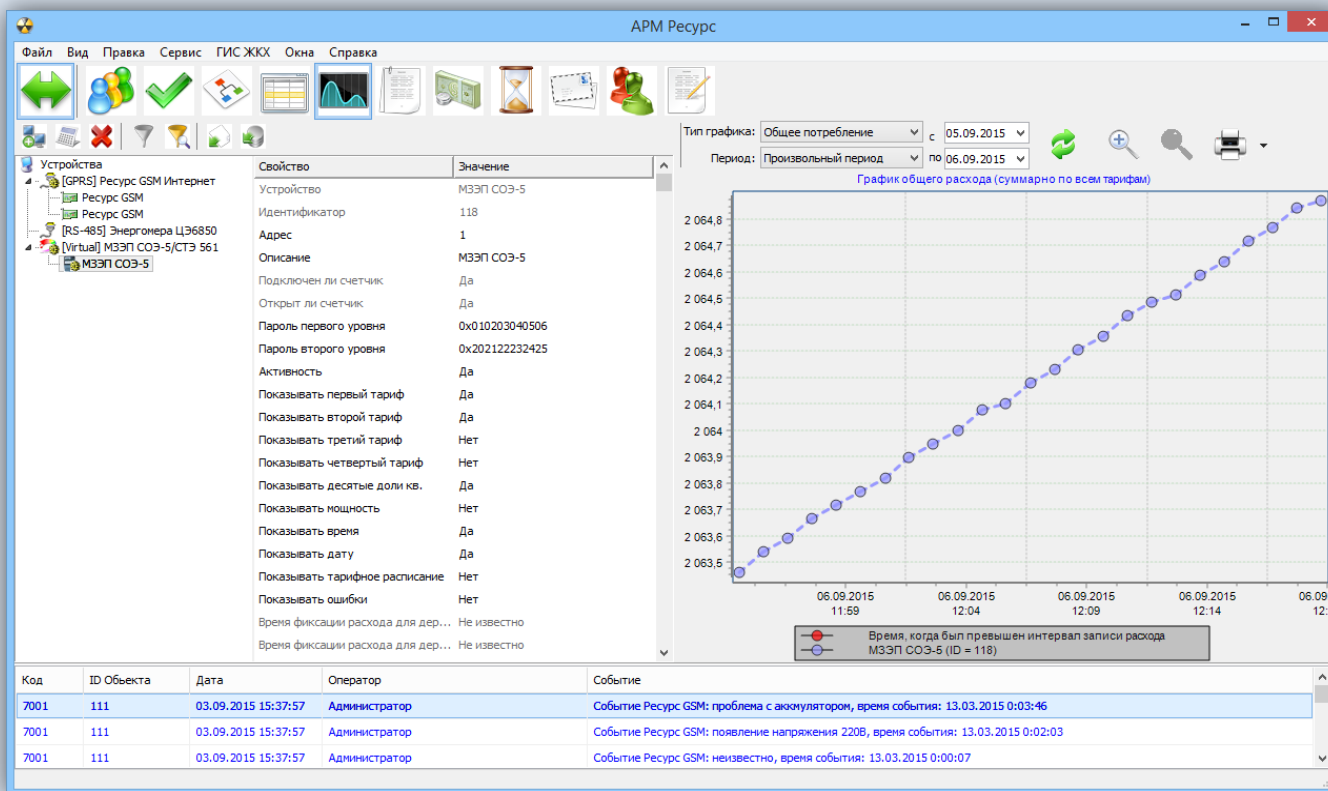 АРМ Ресурс
Файл Вид Правка Сервис ГИС ЖКХ Окна Справка
Устройства
[GPRS] Ресурс GSM Интернет
Ресурс GSM
Ресурс GSM
[RS-485] Энергомера ЦЭ6850
[Virtual] МЗЭП СОЭ-5/СТЭ 561
МЗЭП СОЭ-5
Свойство Значение
Устройство МЗЭП СОЭ-5
Идентификатор 118
Адрес 1
Описание МЗЭП СОЭ-5
Подключен ли счетчик Да
Открыт ли счетчик Да
Пароль первого уровня 0x010203040506
Пароль второго уровня 0x202122232425
Активность Да
Показывать первый тариф Да
Показывать второй тариф Да
Показывать третий тариф Нет
Показывать четвертый тариф Нет
Показывать десятые доли кв. Да
Показывать мощность Нет
Показывать время Да
Показывать дату Да
Показывать тарифное расписание Нет
Показывать ошибки Нет
Время фиксации расхода для дер... Не известно
Время фиксации расхода для дер... Не известно
Тип графика: Общее потребление с 05.09.2015
Период: Произвольный период по 06.09.2015
График общего расхода (суммарно по всем тарифам)
2 064,8
2 064,7
2 064,6
2 064,5
2 064,4
2 064,3
2 064,2
2 064,1
2 064
2 063,9
2 063,8
2 063,7
2 063,6
2 063,5
06.09.2015 06.09.2015 06.09.2015 06.09.2015 06.09
11:59 12:04 12:09 12:14 12:
Время, когда был превышен интервал записи расхода
МЗЭП СОЭ-5 (ID = 118)
Код ID Обьекта Дата Оператор Событие
7001 111 03.09.2015 15:37:57 Администратор Событие Ресурс GSM: проблема с аккмулятором, время события: 13.03.2015 0:03:46
7001 111 03.09.2015 15:37:57 Администратор Событие Ресурс GSM: появление напряжения 220В, время события: 13.03.2015 0:02:03
7001 111 03.09.2015 15:37:57 Администратор Событие Ресурс GSM: неизвестно, время события: 13.03.2015 0:00:07